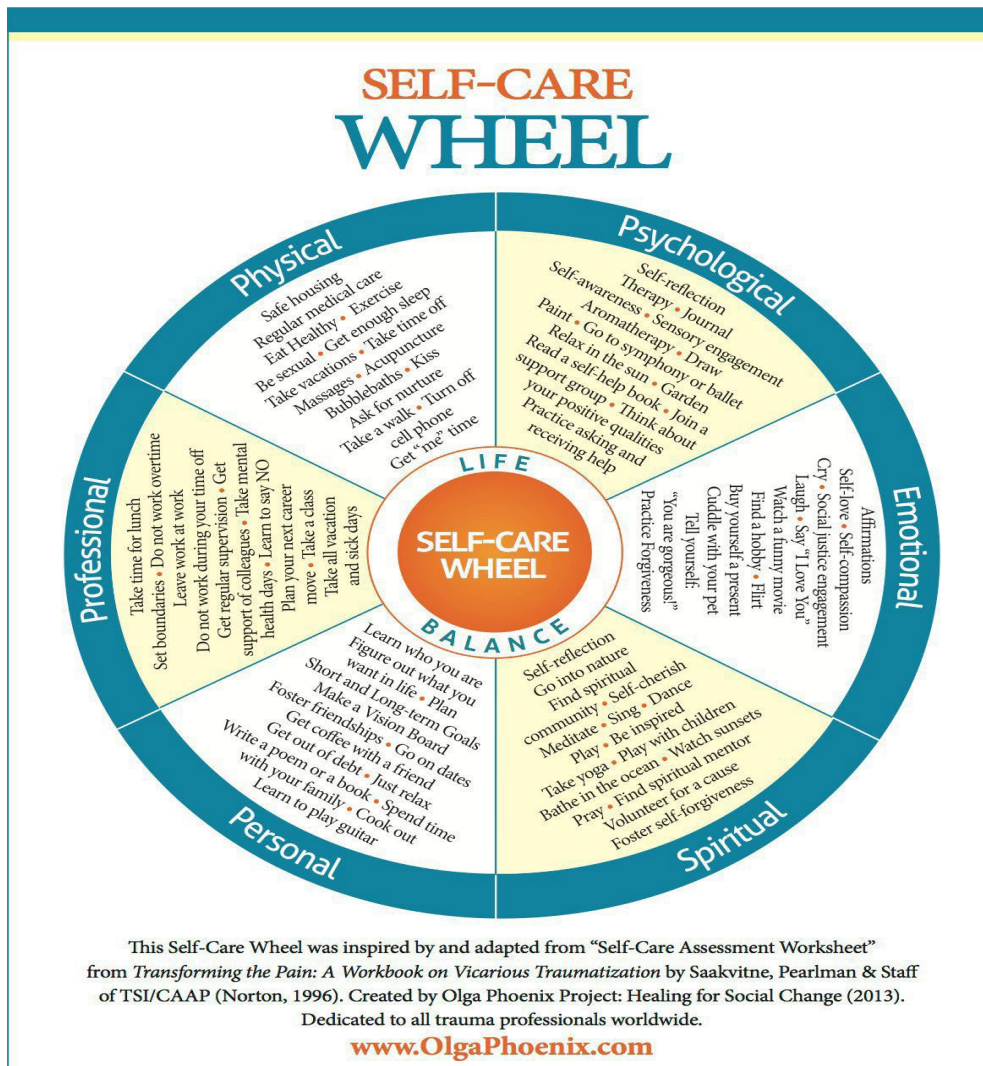 SELF-CARE
WHEEL
Physical
Safe housing
Regular medical care
Eat Healthy • Exercise
Be sexual • Get enough sleep
Take vacations • Take time off
Massages • Acupuncture
Bubblebaths • Kiss
Ask for nurture
Take a walk • Turn off
cell phone
Get "me" time
Psychological
Self-reflection
Therapy • Journal
Self-awareness • Sensory engagement
Aromatherapy • Draw
Paint • Go to symphony or ballet
Relax in the sun • Garden
Read a self-help book • Join a
support group • Think about
your positive qualities
Practice asking and
receiving help
Emotional
Affirmations
Self-love • Self-compassion
Cry • Social justice engagement
Laugh • Say "I Love You"
Watch a funny movie
Find a hobby • Flirt
Buy yourself a present
Cuddle with your pet
Tell yourself:
"You are gorgeous!"
Practice Forgiveness
Spiritual
Self-reflection
Go into nature
Find spiritual
community • Self-cherish
Meditate • Sing • Dance
Play • Be inspired
Take yoga • Play with children
Bathe in the ocean • Watch sunsets
Pray • Find spiritual mentor
Volunteer for a cause
Foster self-forgiveness
Personal
Learn who you are
Figure out what you
want in life • Plan
Short and Long-term Goals
Make a Vision Board
Foster friendships • Go on dates
Get coffee with a friend
Get out of debt • Just relax
Write a poem or a book • Spend time
with your family • Cook out
Learn to play guitar
Professional
Take time for lunch
Set boundaries • Do not work overtime
Leave work at work
Do not work during your time off
Get regular supervision • Get
support of colleagues • Take mental
health days • Learn to say NO
Plan your next career
move • Take a class
Take all vacation
and sick days
LIFE
SELF-CARE
WHEEL
BALANCE
This Self-Care Wheel was inspired by and adapted from "Self-Care Assessment Worksheet"
from Transforming the Pain: A Workbook on Vicarious Traumatization by Saakvitne, Pearlman & Staff
of TSI/CAAP (Norton, 1996). Created by Olga Phoenix Project: Healing for Social Change (2013).
Dedicated to all trauma professionals worldwide.
www.OlgaPhoenix.com